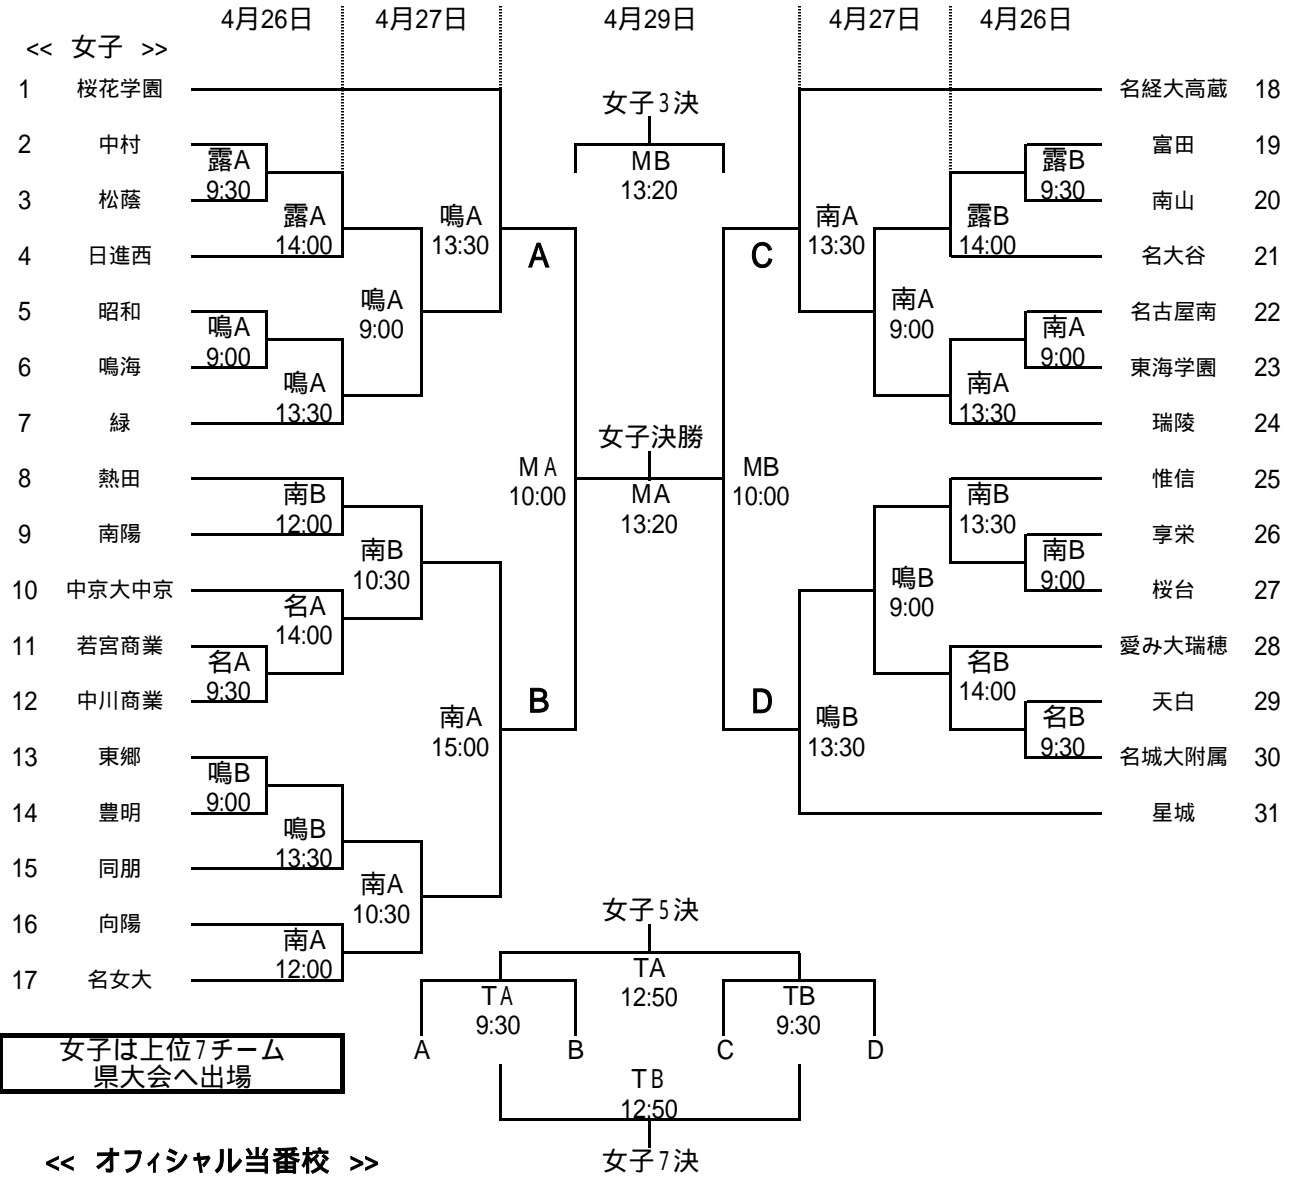 4月26日 4月27日 4月29日 4月27日 4月26日
<< 女子 >>
1 桜花学園 名経大高蔵 18
女子3決
2 中村 富田 19
露A MB 露B
9:30 13:20 9:30
3 松蔭 南山 20
露A 鳴A 南A 露B
14:00 13:30 13:30 14:00
4 日進西 A C 名大谷 21
鳴A 南A
9:00 9:00
5 昭和 名古屋南 22
鳴A 南A
9:00 9:00
6 鳴海 東海学園 23
鳴A 南A
13:30 13:30
7 緑 瑞陵 24
女子決勝
MA MB
10:00 10:00
8 熱田 惟信 25
南B MA 南B
12:00 13:20 13:30
9 南陽 享栄 26
南B 南B
10:30 9:00
10 中京大中京 桜台 27
名A 鳴B
14:00 9:00
11 若宮商業 愛み大瑞穂 28
名A 名B
9:30 14:00
12 中川商業 B D 天白 29
南A 鳴B 名B
15:00 13:30 9:30
13 東郷 名城大附属 30
鳴B
9:00
14 豊明 星城 31
鳴B
13:30
15 同朋
南A
10:30
女子5決
16 向陽
南A TA
12:00 12:50
17 名女大
TA TB
9:30 9:30
A B C D
女子は上位7チーム
県大会へ出場
TB
12:50
女子7決
<< オフィシャル当番校 >>